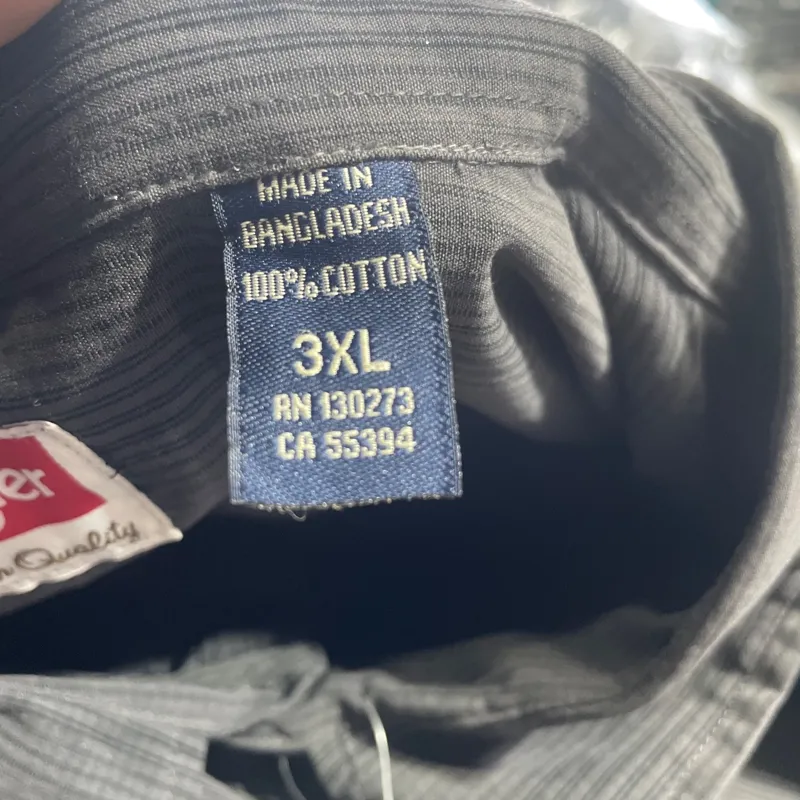 MADE IN
BANGLADESH
100% COTTON
3XL
RN 130273
CA 55394
Quality